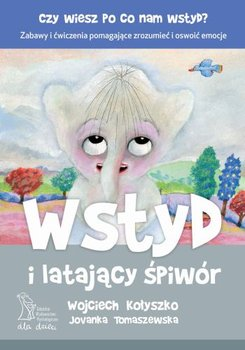 Czy wiesz po co nam wstyd?
Zabawy i ćwiczenia pomagające zrozumieć i oswoić emocje
WSTYD
i latający śpiwór
Wojciech Kołyszko
Jovanka Tomaszewska
dla dzieci